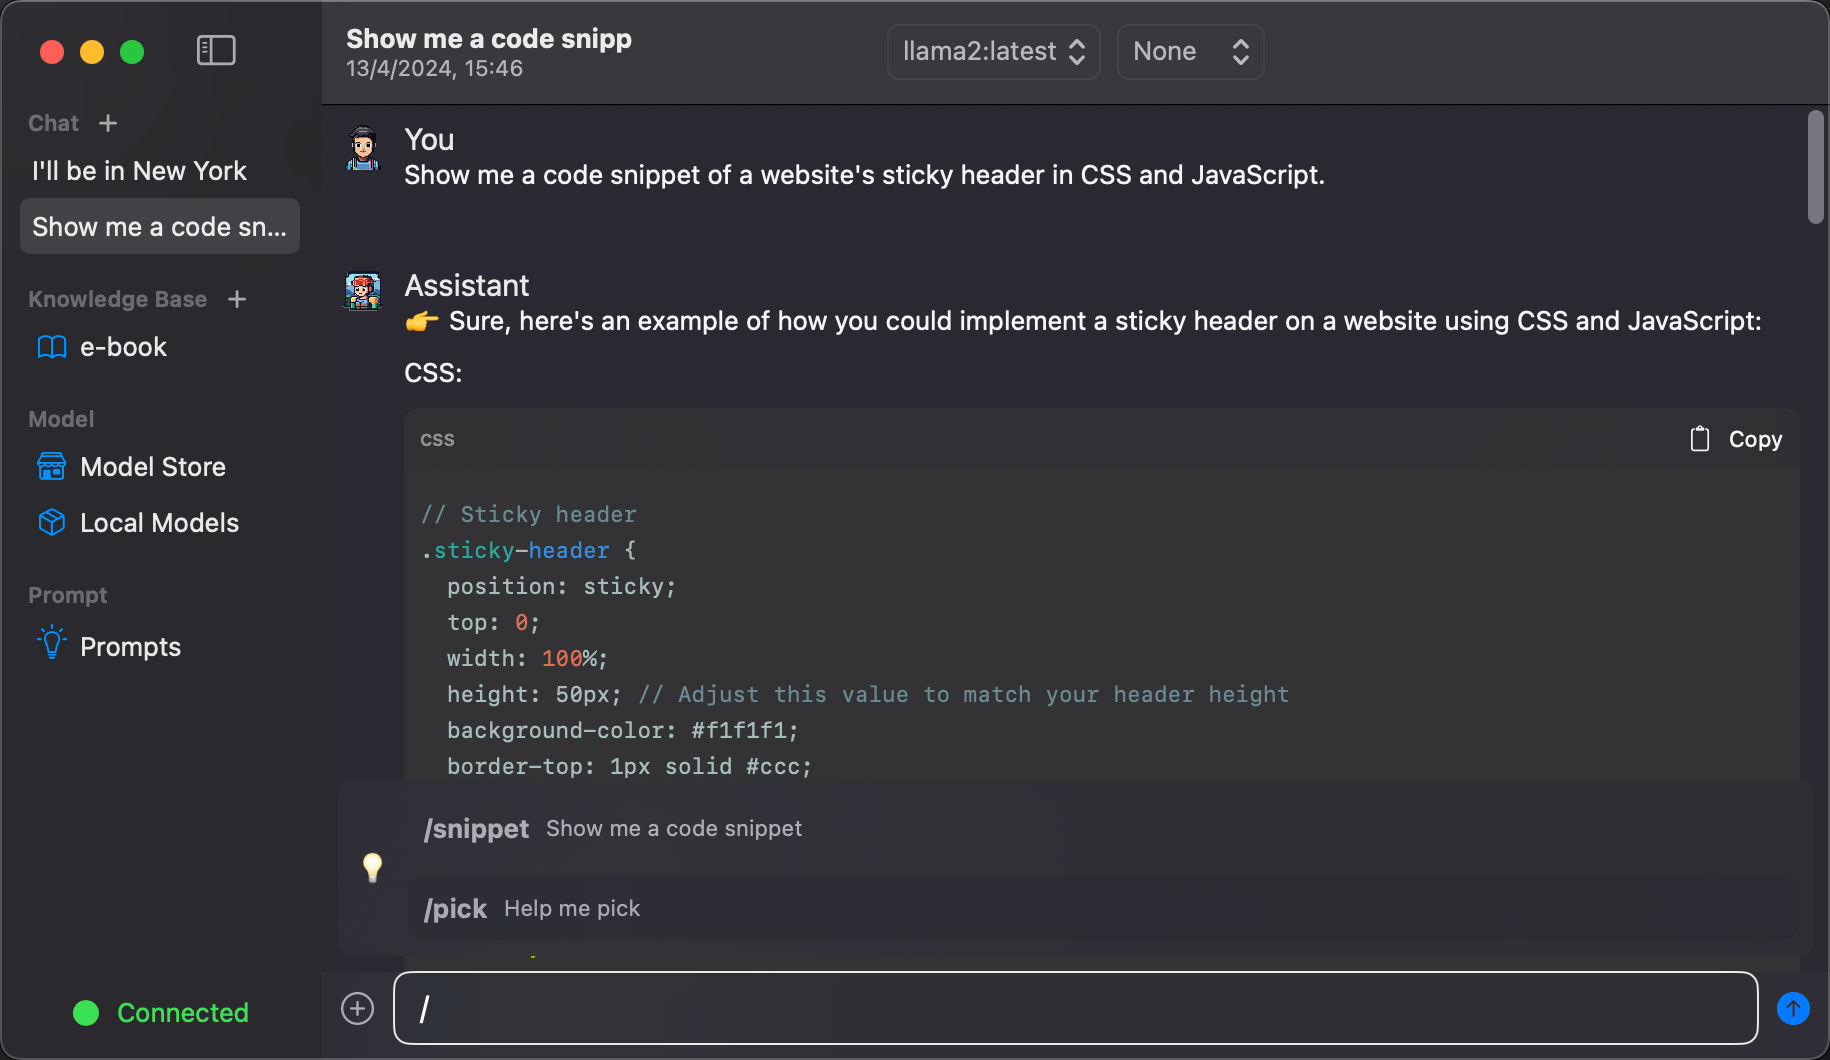 Show me a code snipp
13/4/2024, 15:46
llama2:latest
None
Chat +
I'll be in New York
Show me a code sn...
Knowledge Base +
e-book
Model
Model Store
Local Models
Prompt
Prompts
Connected
You
Show me a code snippet of a website's sticky header in CSS and JavaScript.
Assistant
👉 Sure, here's an example of how you could implement a sticky header on a website using CSS and JavaScript:
CSS:
css
Copy
// Sticky header
.sticky-header {
  position: sticky;
  top: 0;
  width: 100%;
  height: 50px; // Adjust this value to match your header height
  background-color: #f1f1f1;
  border-top: 1px solid #ccc;
/snippet Show me a code snippet
/pick Help me pick
/